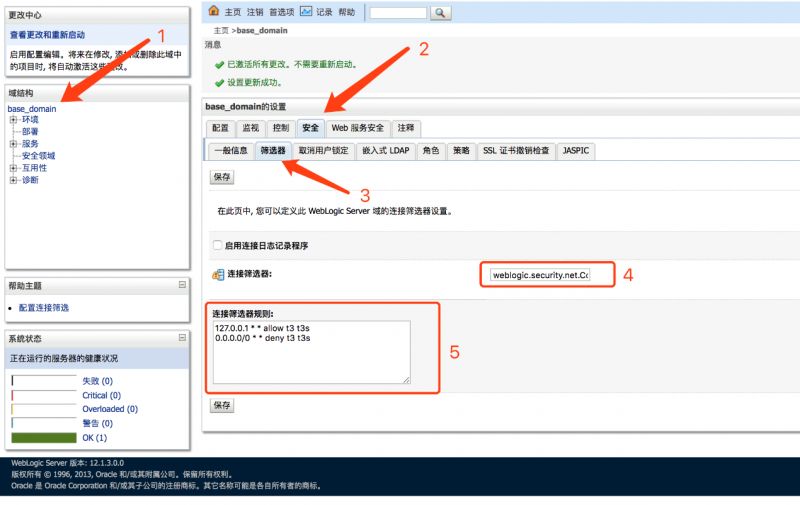 更改中心
查看更改和重新启动
启用配置编辑。将来在修改, 添加或删除此域中的项目时, 将自动激活这些更改。
域结构
base_domain
环境
部署
服务
安全领域
互用性
诊断
帮助主题
配置连接筛选
系统状态
正在运行的服务器的健康状况
失败 (0)
Critical (0)
Overloaded (0)
警告 (0)
OK (1)
主页 注销 首选项 记录 帮助
主页 >base_domain
消息
已激活所有更改。不需要重新启动。
设置更新成功。
base_domain的设置
配置 监视 控制 安全 Web 服务安全 注释
一般信息 筛选器 取消用户锁定 嵌入式 LDAP 角色 策略 SSL 证书撤销检查 JASPIC
保存
在此页中, 您可以定义此 WebLogic Server 域的连接筛选器设置。
启用连接日志记录程序
连接筛选器:
weblogic.security.net.Co
连接筛选器规则:
127.0.0.1 * * allow t3 t3s
0.0.0.0/0 * * deny t3 t3s
保存
1
2
3
4
5
WebLogic Server 版本: 12.1.3.0.0
版权所有 © 1996, 2013, Oracle 和/或其附属公司。保留所有权利。
Oracle 是 Oracle Corporation 和/或其子公司的注册商标。其它名称可能是各自所有者的商标。